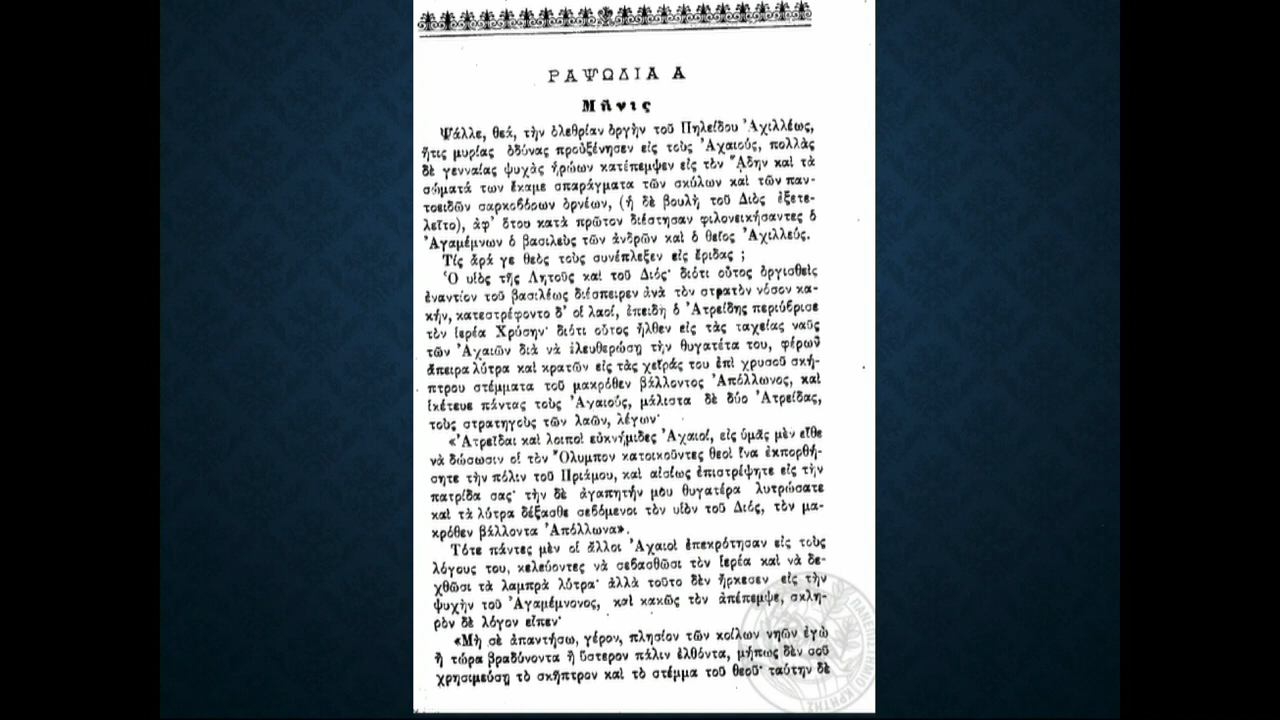 ΡΑΨΩΔΙΑ Α
Μῆνις
Ψάλλε, θεά, τὴν ὀλεθρίαν ὀργὴν τοῦ Πηλείδου Ἀχιλλέως,
ἥτις μυρίας ὀδύνας προὐξένησεν εἰς τοὺς Ἀχαιούς, πολλὰς
δὲ γενναίας ψυχὰς ἡρώων κατέπεμψεν εἰς τὸν ᾍδην καὶ τὰ
σώματά των ἔκαμε σπαράγματα τῶν σκύλων καὶ τῶν παν-
τοειδῶν σαρκοβόρων ὀρνέων, (ἡ δὲ βουλὴ τοῦ Διὸς ἐξετε-
λεῖτο), ἀφ' ὅτου κατὰ πρῶτον διέστησαν φιλονεικήσαντες ὁ
Ἀγαμέμνων ὁ βασιλεὺς τῶν ἀνδρῶν καὶ ὁ θεῖος Ἀχιλλεύς.
Τίς ἄρά γε θεὸς τοὺς συνέπλεξεν εἰς ἔριδας ;
Ὁ υἱὸς τῆς Λητοῦς καὶ τοῦ Διός· διότι οὗτος ὀργισθεὶς
ἐναντίον τοῦ βασιλέως διέσπειρεν ἀνὰ τὸν στρατὸν νόσον κα-
κήν, κατεστρέφοντο δ' οἱ λαοί, ἐπειδὴ ὁ Ἀτρείδης περιύβρισε
τὸν ἱερέα Χρύσην· διότι οὗτος ἦλθεν εἰς τὰς ταχείας ναῦς
τῶν Ἀχαιῶν διὰ νὰ ἐλευθερώσῃ τὴν θυγατέτα του, φέρων
ἄπειρα λύτρα καὶ κρατῶν εἰς τὰς χεῖράς του ἐπὶ χρυσοῦ σκή-
πτρου στέμματα τοῦ μακρόθεν βάλλοντος Ἀπόλλωνος, καὶ
ἱκέτευε πάντας τοὺς Ἀγαιούς, μάλιστα δὲ δύο Ἀτρείδας,
τοὺς στρατηγοὺς τῶν λαῶν, λέγων·
«Ἀτρεῖδαι καὶ λοιποὶ εὐκνήμιδες Ἀχαιοί, εἰς ὑμᾶς μὲν εἴθε
νὰ δώσωσιν οἱ τὸν Ὄλυμπον κατοικοῦντες θεοὶ ἵνα ἐκπορθή-
σητε τὴν πόλιν τοῦ Πριάμου, καὶ αἰσίως ἐπιστρέψητε εἰς τὴν
πατρίδα σας· τὴν δὲ ἀγαπητήν μου θυγατέρα λυτρώσατε
καὶ τὰ λύτρα δέξασθε σεβόμενοι τὸν υἱὸν τοῦ Διός, τὸν μα-
κρόθεν βάλλοντα Ἀπόλλωνα».
Τότε πάντες μὲν οἱ ἄλλοι Ἀχαιοὶ ἐπεκρότησαν εἰς τοὺς
λόγους του, κελεύοντες νὰ σεβασθῶσι τὸν ἱερέα καὶ νὰ δε-
χθῶσι τὰ λαμπρὰ λύτρα· ἀλλὰ τοῦτο δὲν ἤρκεσεν εἰς τὴν
ψυχὴν τοῦ Ἀγαμέμνονος, καὶ κακῶς τὸν ἀπέπεμψε, σκλη-
ρὸν δὲ λόγον εἶπεν·
«Μὴ σὲ ἀπαντήσω, γέρον, πλησίον τῶν κοίλων νηῶν ἐγὼ
ἢ τώρα βραδύνοντα ἢ ὕστερον πάλιν ἐλθόντα, μήπως δὲν σοῦ
χρησιμεύσῃ τὸ σκῆπτρον καὶ τὸ στέμμα τοῦ θεοῦ· ταύτην δὲ
ΠΑΝΕΠΙΣΤΗΜΙΟ ΚΡΗΤΗΣ